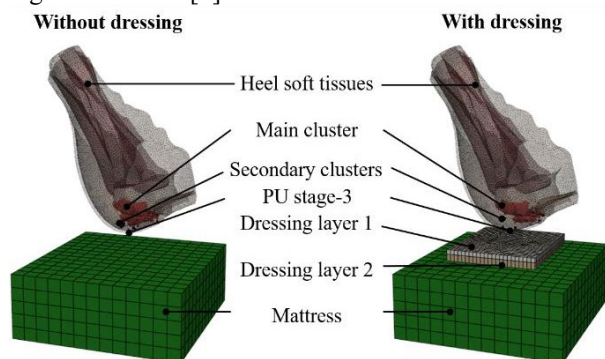 Without dressing
With dressing
Heel soft tissues
Main cluster
Secondary clusters
PU stage-3
Dressing layer 1
Dressing layer 2
Mattress